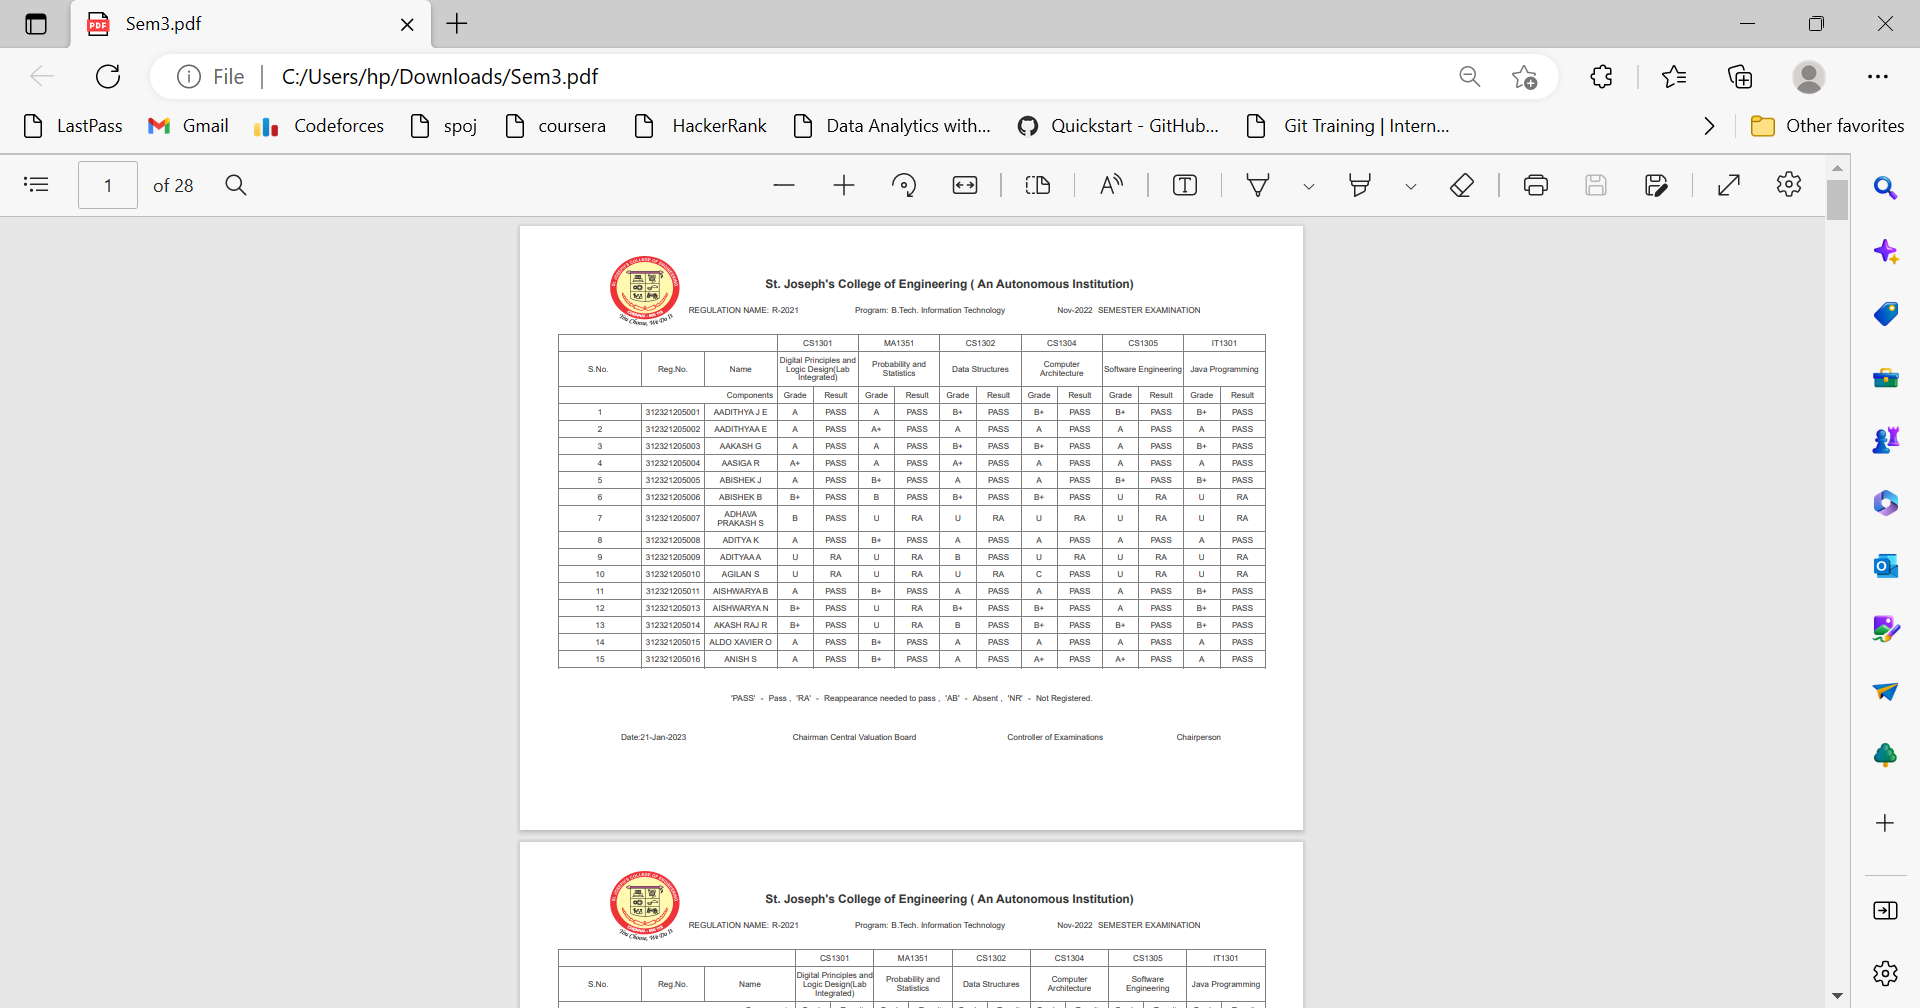 Sem3.pdf
File C:/Users/hp/Downloads/Sem3.pdf
LastPass Gmail Codeforces spoj coursera HackerRank Data Analytics with... Quickstart - GitHub... Git Training | Intern... Other favorites
1 of 28
St. Joseph's College of Engineering ( An Autonomous Institution)
REGULATION NAME: R-2021 Program: B.Tech. Information Technology Nov-2022 SEMESTER EXAMINATION
CS1301 MA1351 CS1302 CS1304 CS1305 IT1301
S.No. Reg.No. Name Digital Principles and Logic Design(Lab Integrated) Probability and Statistics Data Structures Computer Architecture Software Engineering Java Programming
Components Grade Result Grade Result Grade Result Grade Result Grade Result Grade Result
1 312321205001 AADITHYA J E A PASS A PASS B+ PASS B+ PASS B+ PASS B+ PASS
2 312321205002 AADITHYAA E A PASS A+ PASS A PASS A PASS A PASS A PASS
3 312321205003 AAKASH G A PASS A PASS B+ PASS B+ PASS A PASS B+ PASS
4 312321205004 AASIGA R A+ PASS A PASS A+ PASS A PASS A PASS A PASS
5 312321205005 ABISHEK J A PASS B+ PASS A PASS A PASS B+ PASS B+ PASS
6 312321205006 ABISHEK B B+ PASS B PASS B+ PASS B+ PASS U RA U RA
7 312321205007 ADHAVA PRAKASH S B PASS U RA U RA U RA U RA U RA
8 312321205008 ADITYA K A PASS B+ PASS A PASS A PASS A PASS A PASS
9 312321205009 ADITYAA A U RA U RA B PASS U RA U RA U RA
10 312321205010 AGILAN S U RA U RA U RA C PASS U RA U RA
11 312321205011 AISHWARYA B A PASS B+ PASS A PASS A PASS A PASS B+ PASS
12 312321205013 AISHWARYA N B+ PASS U RA B+ PASS B+ PASS A PASS B+ PASS
13 312321205014 AKASH RAJ R B+ PASS U RA B PASS B+ PASS B+ PASS B+ PASS
14 312321205015 ALDO XAVIER O A PASS B+ PASS A PASS A PASS A PASS A PASS
15 312321205016 ANISH S A PASS B+ PASS A PASS A+ PASS A+ PASS A PASS
'PASS' - Pass , 'RA' - Reappearance needed to pass , 'AB' - Absent , 'NR' - Not Registered.
Date:21-Jan-2023 Chairman Central Valuation Board Controller of Examinations Chairperson
St. Joseph's College of Engineering ( An Autonomous Institution)
REGULATION NAME: R-2021 Program: B.Tech. Information Technology Nov-2022 SEMESTER EXAMINATION
CS1301 MA1351 CS1302 CS1304 CS1305 IT1301
S.No. Reg.No. Name Digital Principles and Logic Design(Lab Integrated) Probability and Statistics Data Structures Computer Architecture Software Engineering Java Programming